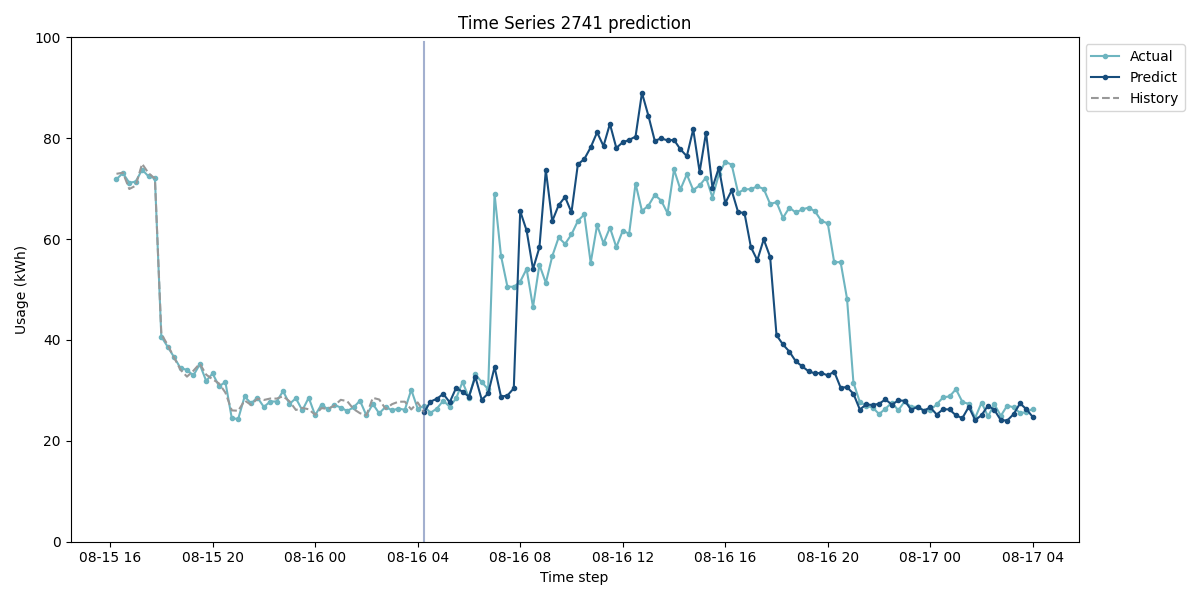 Time Series 2741 prediction
Actual
Predict
History
Usage (kWh)
100
80
60
40
20
0
08-15 16
08-15 20
08-16 00
08-16 04
08-16 08
08-16 12
08-16 16
08-16 20
08-17 00
08-17 04
Time step